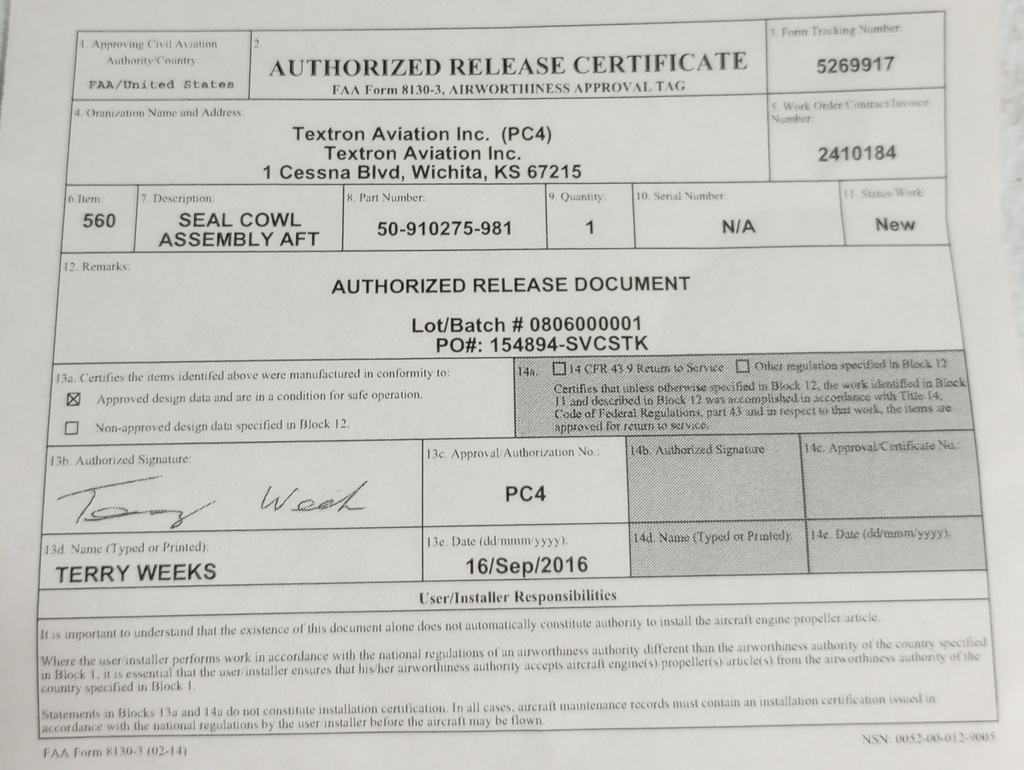 1. Approving Civil Aviation
Authority/Country
FAA/United States
2.
AUTHORIZED RELEASE CERTIFICATE
FAA Form 8130-3, AIRWORTHINESS APPROVAL TAG
3. Form Tracking Number:
5269917
4. Oranization Name and Address
Textron Aviation Inc. (PC4)
Textron Aviation Inc.
1 Cessna Blvd, Wichita, KS 67215
5. Work Order/Contract/Invoice
Number:
2410184
6.Item:
560
7. Description:
SEAL COWL
ASSEMBLY AFT
8. Part Number:
50-910275-981
9. Quantity:
1
10. Serial Number:
N/A
11. Status/Work:
New
12. Remarks:
AUTHORIZED RELEASE DOCUMENT
Lot/Batch # 0806000001
PO#: 154894-SVCSTK
13a. Certifies the items identifed above were manufactured in conformity to:
Approved design data and are in a condition for safe operation.
Non-approved design data specified in Block 12.
14a. 14 CFR 43.9 Return to Service Other regulation specified in Block 12
Certifies that unless otherwise specified in Block 12, the work identified in Block
11 and described in Block 12 was accomplished in accordance with Title 14,
Code of Federal Regulations, part 43 and in respect to that work, the items are
approved for return to service.
13b. Authorized Signature:
Terry Weeks
13c. Approval/Authorization No.:
PC4
14b. Authorized Signature
14c. Approval/Certificate No.:
13d. Name (Typed or Printed):
TERRY WEEKS
13e. Date (dd/mmm/yyyy):
16/Sep/2016
14d. Name (Typed or Printed):
14e. Date (dd/mmm/yyyy):
User/Installer Responsibilities
It is important to understand that the existence of this document alone does not automatically constitute authority to install the aircraft engine/propeller/article.
Where the user/installer performs work in accordance with the national regulations of an airworthiness authority different than the airworthiness authority of the country specified
in Block 1, it is essential that the user/installer ensures that his/her airworthiness authority accepts aircraft engine(s)/propeller(s)/article(s) from the airworthiness authority of the
country specified in Block 1.
Statements in Blocks 13a and 14a do not constitute installation certification. In all cases, aircraft maintenance records must contain an installation certification issued in
accordance with the national regulations by the user/installer before the aircraft may be flown.
FAA Form 8130-3 (02-14)
NSN: 0052-00-012-9005